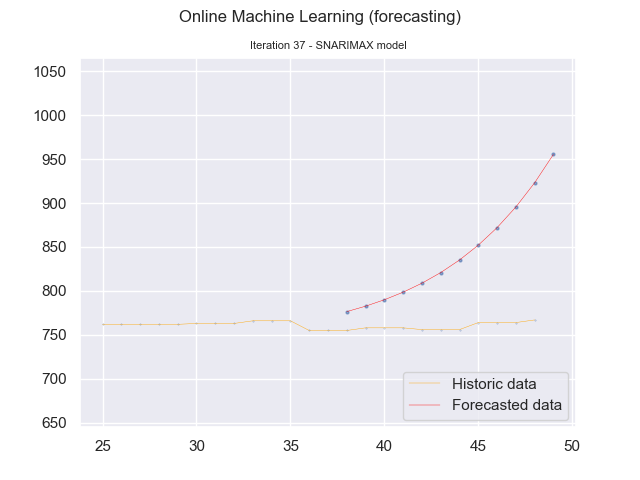 Online Machine Learning (forecasting)
Iteration 37 - SNARIMAX model
1050
1000
950
900
850
800
750
700
650
25 30 35 40 45 50
Historic data
Forecasted data